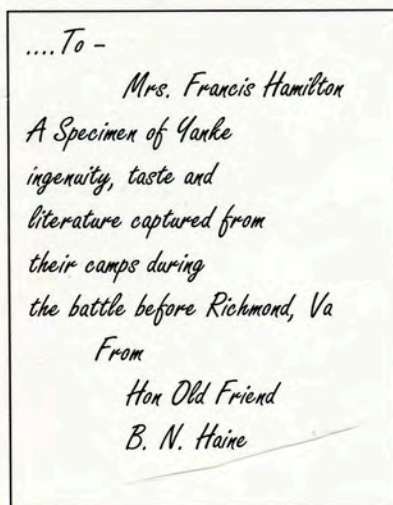 ....To -
Mrs. Francis Hamilton
A Specimen of Yanke
ingenuity, taste and
literature captured from
their camps during
the battle before Richmond, Va
From
Hon Old Friend
B. N. Haine